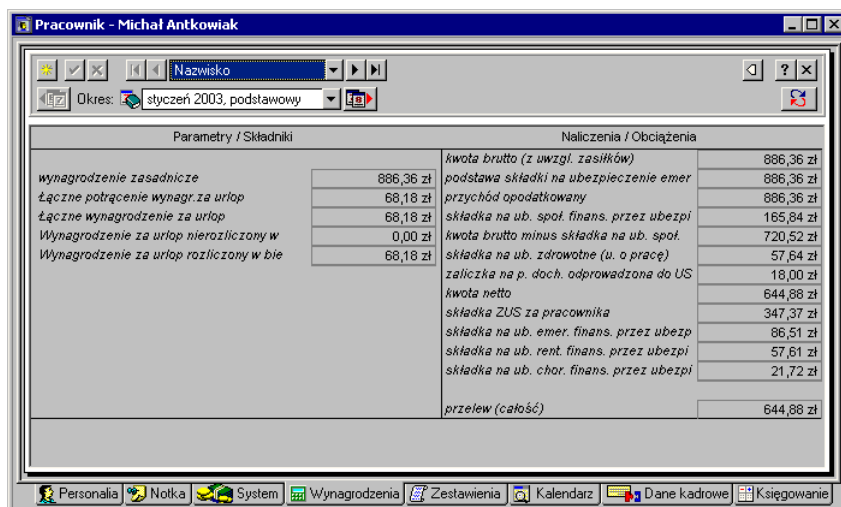 Pracownik - Michał Antkowiak
Nazwisko
Okres: styczeń 2003, podstawowy
Parametry / Składniki
wynagrodzenie zasadnicze 886,36 zł
Łączne potrącenie wynagr.za urlop 68,18 zł
Łączne wynagrodzenie za urlop 68,18 zł
Wynagrodzenie za urlop nierozliczony w 0,00 zł
Wynagrodzenie za urlop rozliczony w bie 68,18 zł
Naliczenia / Obciążenia
kwota brutto (z uwzgl. zasiłków) 886,36 zł
podstawa składki na ubezpieczenie emer 886,36 zł
przychód opodatkowany 886,36 zł
składka na ub. społ. finans. przez ubezpi 165,84 zł
kwota brutto minus składka na ub. społ. 720,52 zł
składka na ub. zdrowotne (u. o pracę) 57,64 zł
zaliczka na p. doch. odprowadzona do US 18,00 zł
kwota netto 644,88 zł
składka ZUS za pracownika 347,37 zł
składka na ub. emer. finans. przez ubezp 86,51 zł
składka na ub. rent. finans. przez ubezpi 57,61 zł
składka na ub. chor. finans. przez ubezpi 21,72 zł
przelew (całość) 644,88 zł
Personalia Notka System Wynagrodzenia Zestawienia Kalendarz Dane kadrowe Księgowanie